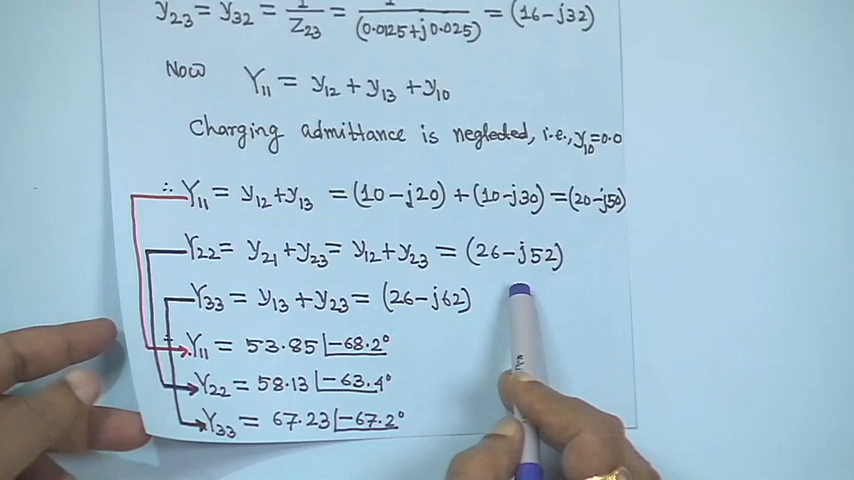 y23 = y32 = 1/Z23 = 1/(0.0125+j0.025) = (16-j32)
Now Y11 = y12 + y13 + y10
Charging admittance is neglected, i.e., y10=0.0
∴ Y11 = y12+y13 = (10-j20) + (10-j30) = (20-j50)
Y22 = y21 + y23 = y12 + y23 = (26-j52)
Y33 = y13 + y23 = (26-j62)
Y11 = 53.85 ∠-68.2°
Y22 = 58.13 ∠-63.4°
Y33 = 67.23 ∠-67.2°